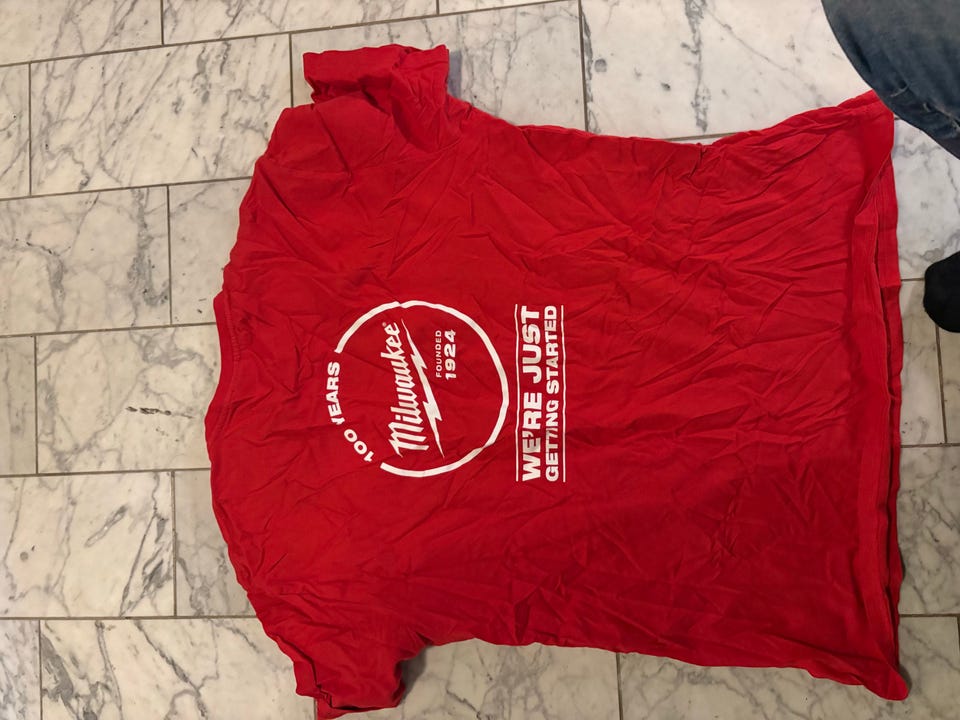 100 YEARS
Milwaukee®
FOUNDED
1924
WE'RE JUST
GETTING STARTED